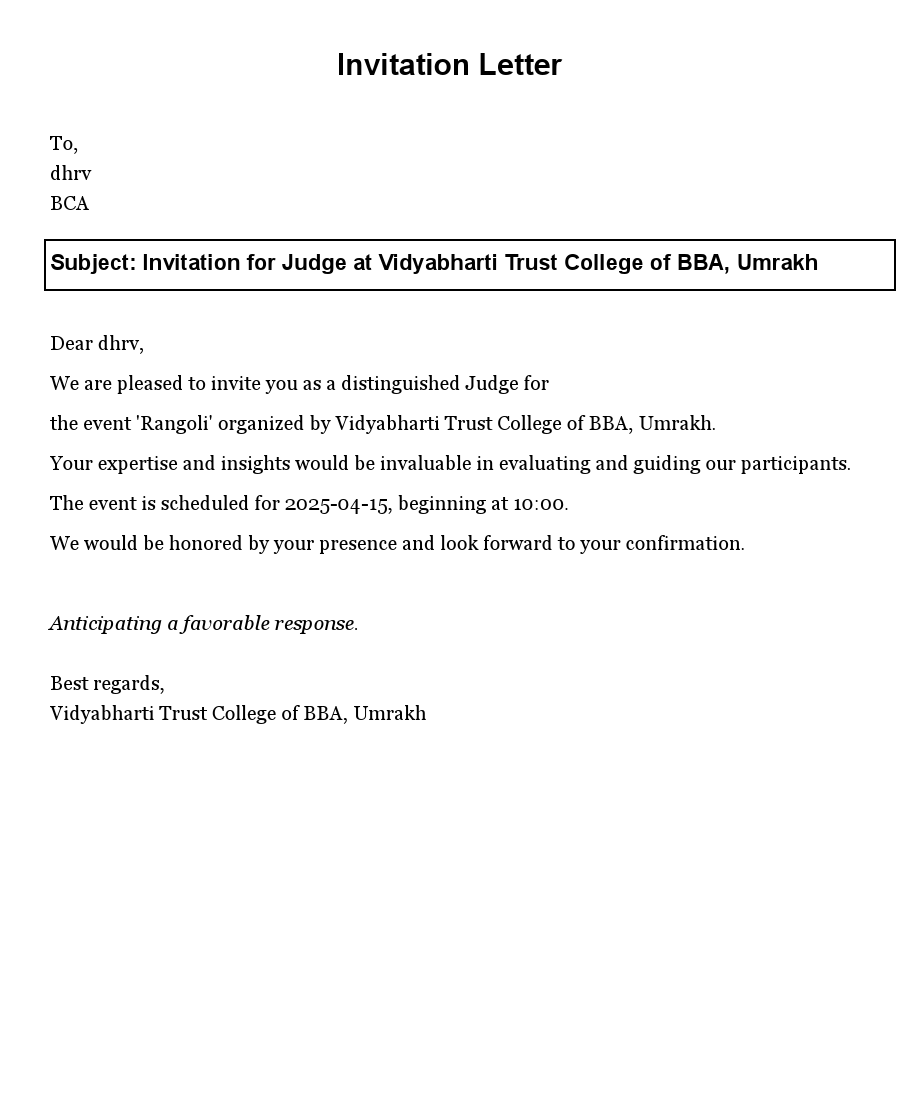 Invitation Letter
To,
dhrv
BCA
Subject: Invitation for Judge at Vidyabharti Trust College of BBA, Umrakh
Dear dhrv,
We are pleased to invite you as a distinguished Judge for
the event 'Rangoli' organized by Vidyabharti Trust College of BBA, Umrakh.
Your expertise and insights would be invaluable in evaluating and guiding our participants.
The event is scheduled for 2025-04-15, beginning at 10:00.
We would be honored by your presence and look forward to your confirmation.
Anticipating a favorable response.
Best regards,
Vidyabharti Trust College of BBA, Umrakh